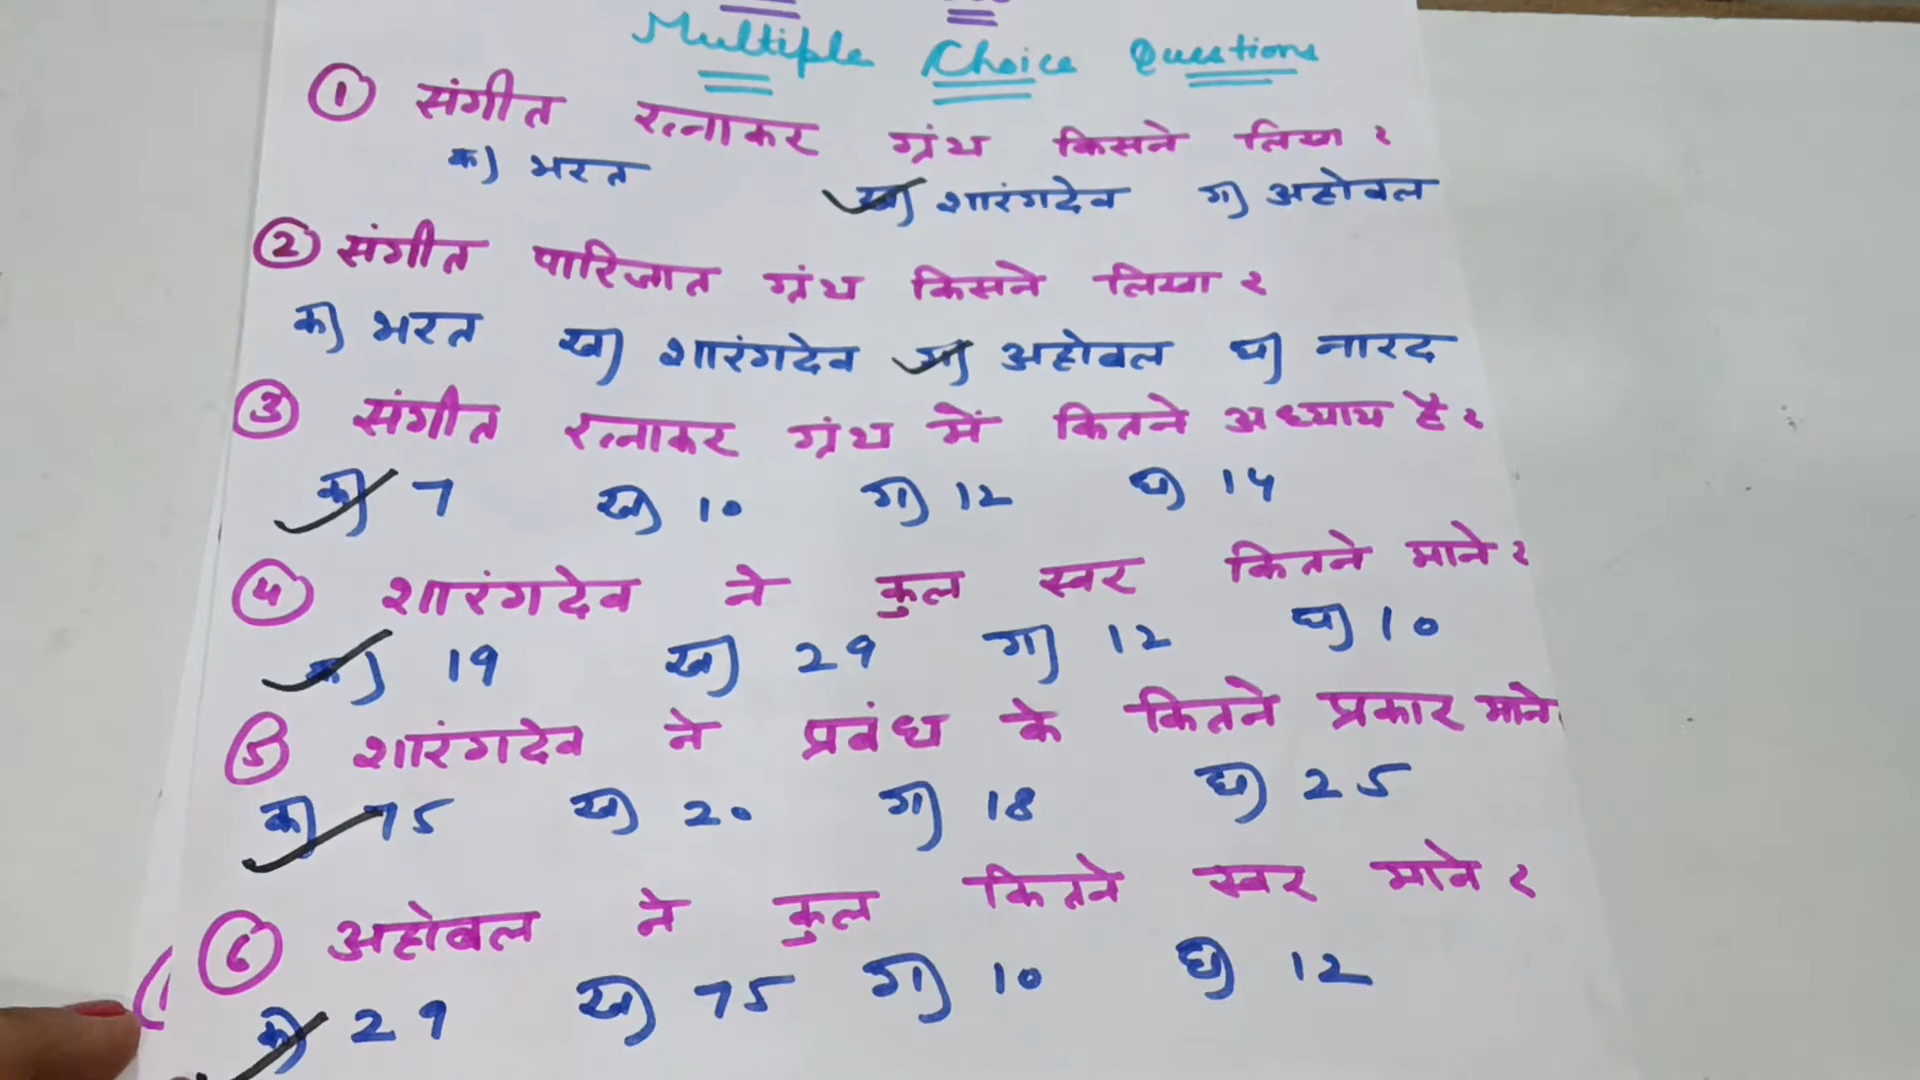 Multiple Choice Questions
① संगीत रत्नाकर ग्रंथ किसने लिखा ?
क) भरत ख) शारंगदेव ग) अहोबल
② संगीत पारिजात ग्रंथ किसने लिखा ?
क) भरत ख) शारंगदेव ग) अहोबल घ) नारद
③ संगीत रत्नाकर ग्रंथ में कितने अध्याय है ?
क) 7 ख) 10 ग) 12 घ) 14
④ शारंगदेव ने कुल स्वर कितने माने ?
क) 19 ख) 29 ग) 12 घ) 10
⑤ शारंगदेव ने प्रबंध के कितने प्रकार माने
क) 75 ख) 20 ग) 18 घ) 25
⑥ अहोबल ने कुल कितने स्वर माने ?
क) 29 ख) 75 ग) 10 घ) 12